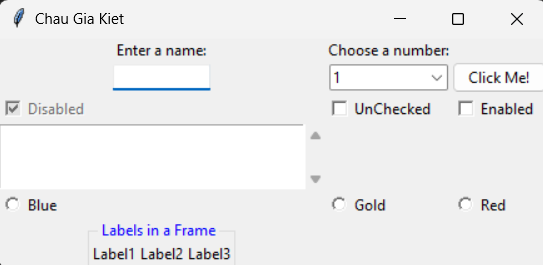 Chau Gia Kiet
Enter a name: Choose a number:
1 Click Me!
Disabled UnChecked Enabled
Blue Gold Red
Labels in a Frame
Label1 Label2 Label3